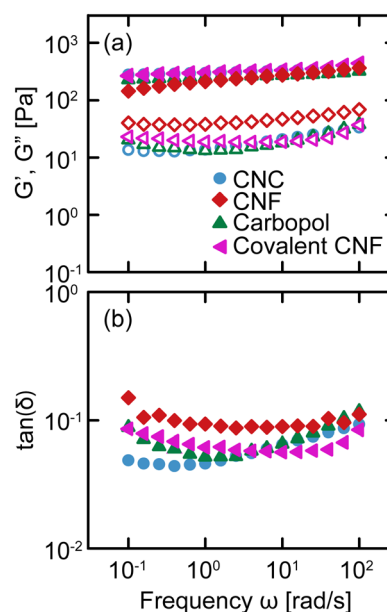 (a)
10³
10²
10¹
10⁰
10⁻¹
G', G" [Pa]
CNC
CNF
Carbopol
Covalent CNF
(b)
10⁰
10⁻¹
10⁻²
tan(δ)
10⁻¹ 10⁰ 10¹ 10²
Frequency ω [rad/s]